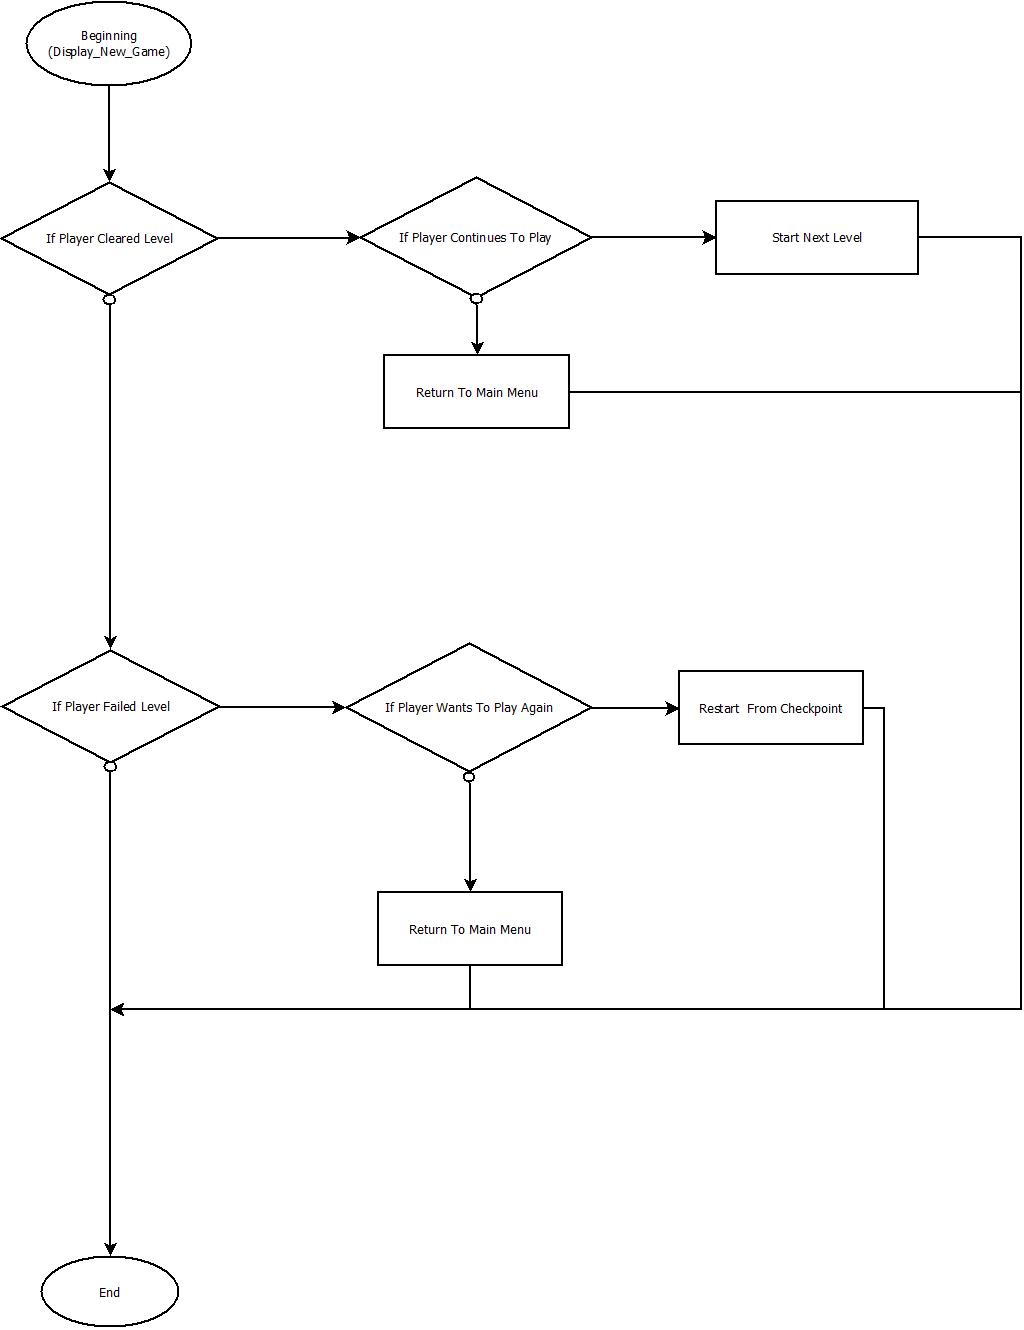 Beginning
(Display_New_Game)
If Player Cleared Level
If Player Continues To Play
Start Next Level
Return To Main Menu
If Player Failed Level
If Player Wants To Play Again
Restart  From Checkpoint
Return To Main Menu
End